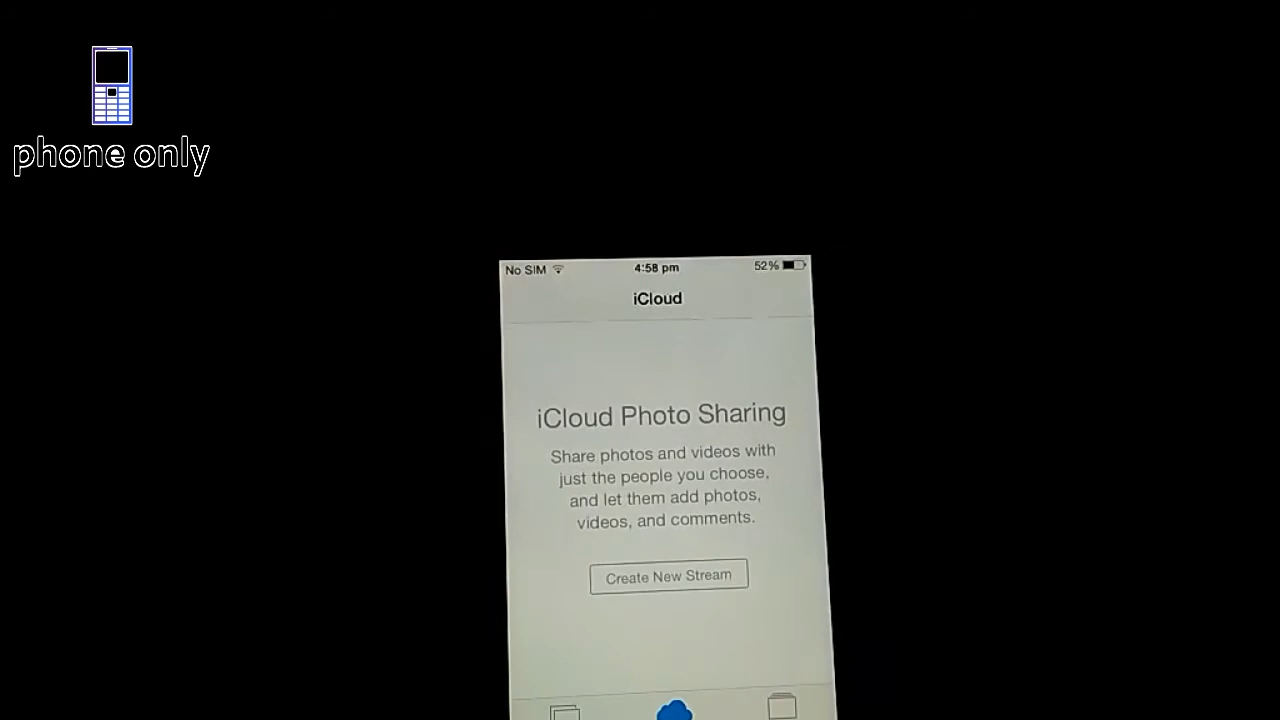 phone only
No SIM 4:58 pm 52%
iCloud
iCloud Photo Sharing
Share photos and videos with
just the people you choose,
and let them add photos,
videos, and comments.
Create New Stream